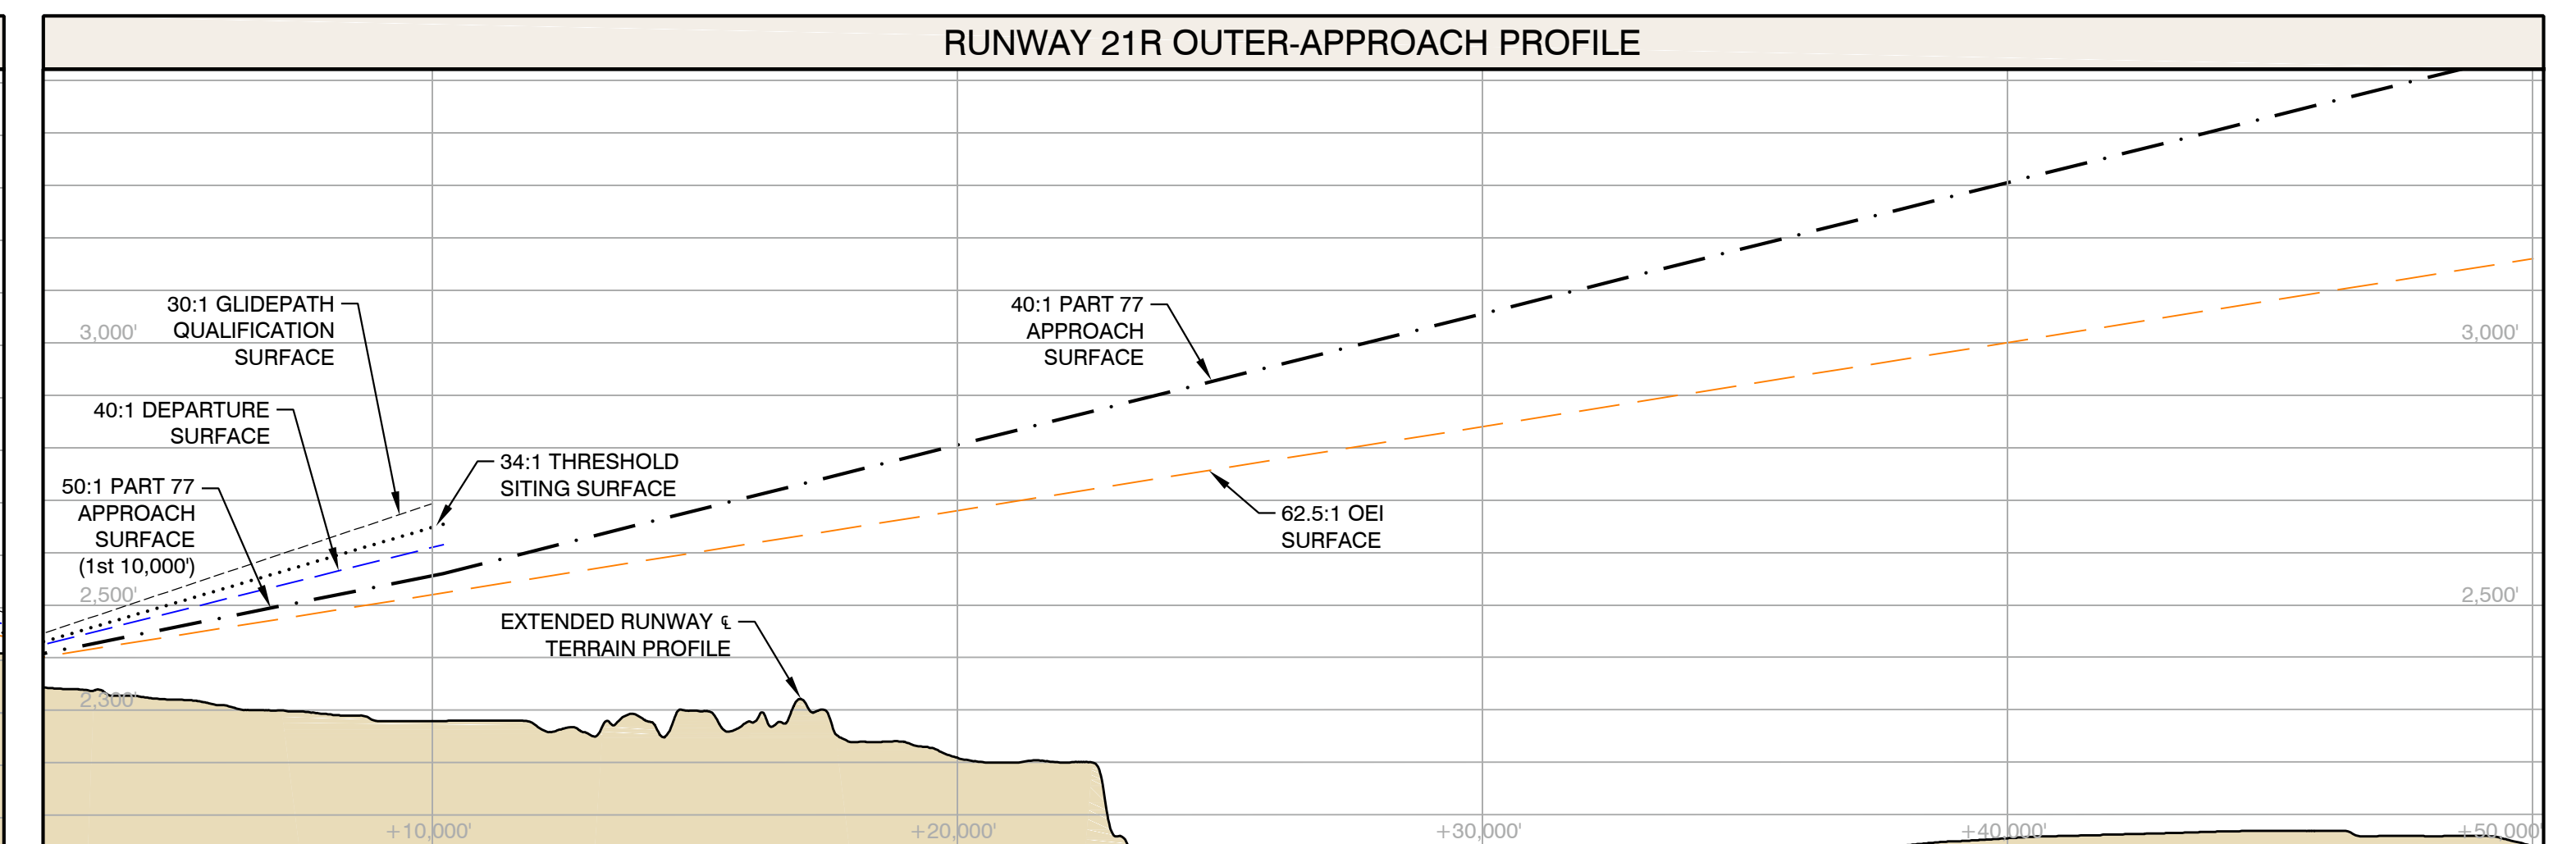 RUNWAY 21R OUTER-APPROACH PROFILE
30:1 GLIDEPATH
QUALIFICATION
SURFACE
3,000'
40:1 PART 77
APPROACH
SURFACE
3,000'
40:1 DEPARTURE
SURFACE
34:1 THRESHOLD
SITING SURFACE
50:1 PART 77
APPROACH
SURFACE
(1st 10,000')
62.5:1 OEI
SURFACE
2,500'
2,500'
EXTENDED RUNWAY ℄
TERRAIN PROFILE
2,300'
+10,000'
+20,000'
+30,000'
+40,000'
+50,000'